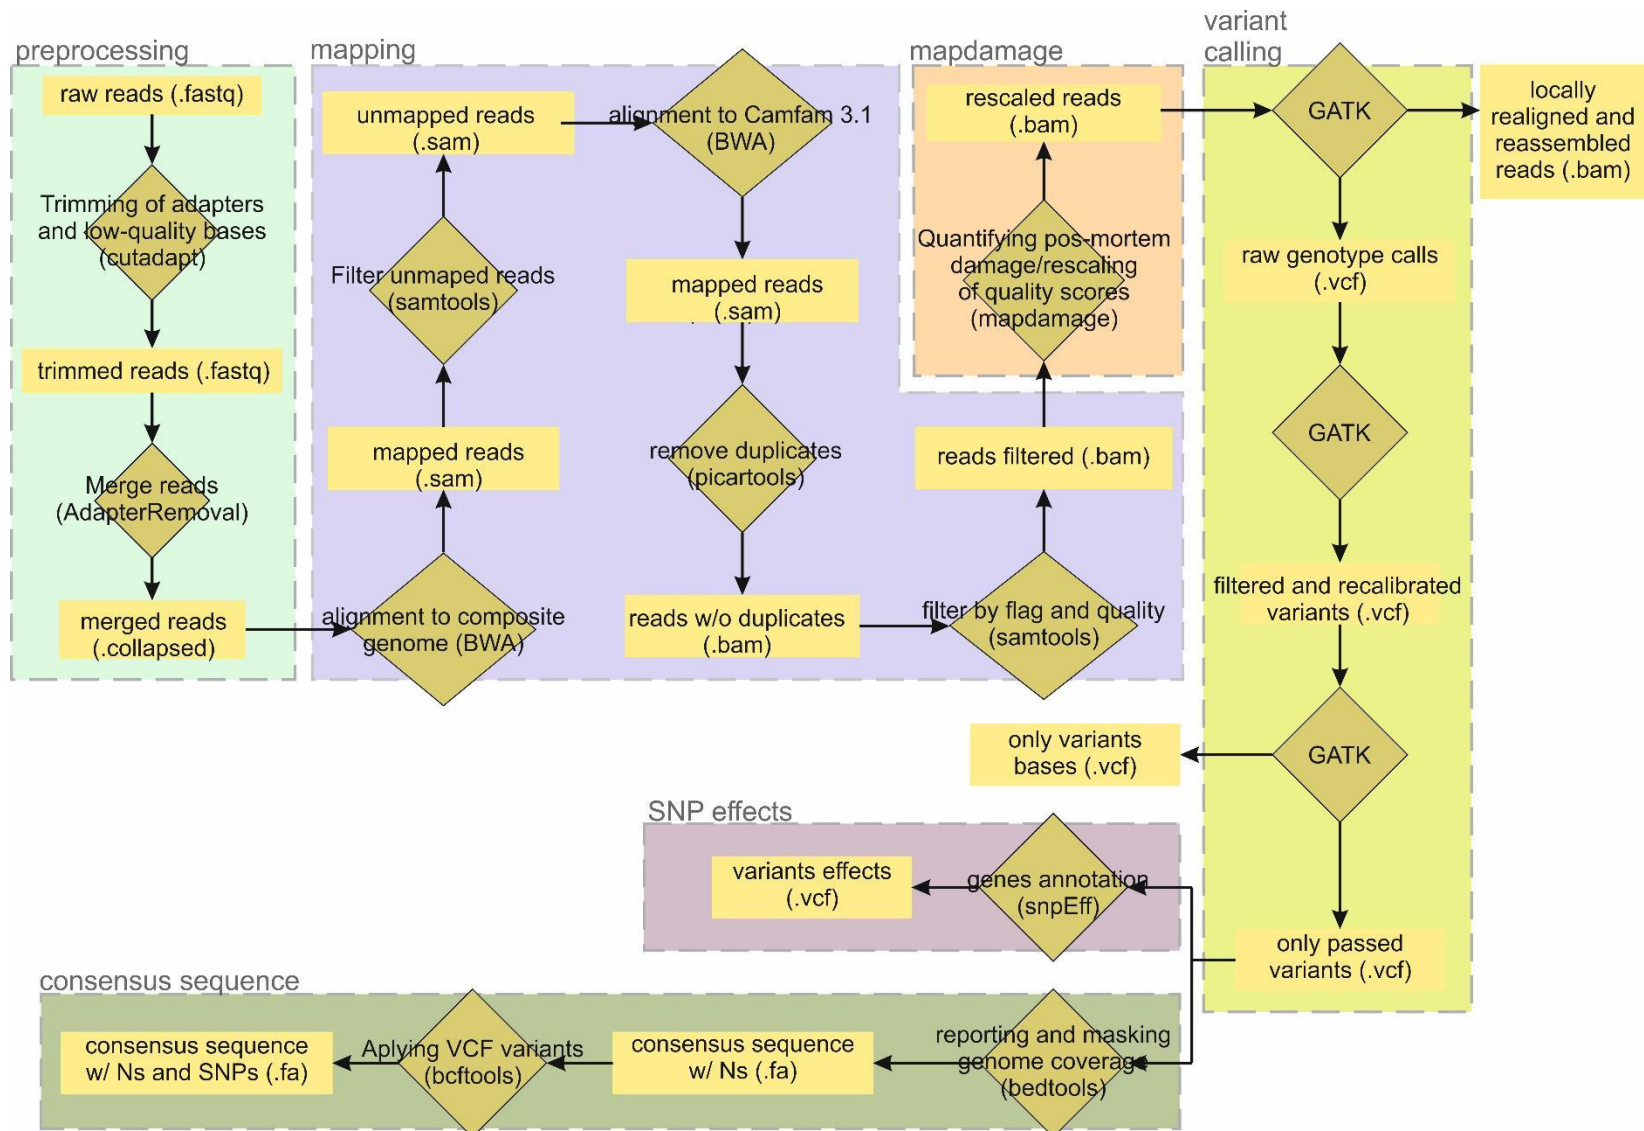 preprocessing
raw reads (.fastq)
Trimming of adapters
and low-quality bases
(cutadapt)
trimmed reads (.fastq)
Merge reads
(AdapterRemoval)
merged reads
(.collapsed)
mapping
unmapped reads
(.sam)
Filter unmaped reads
(samtools)
mapped reads
(.sam)
alignment to composite
genome (BWA)
alignment to Camfam 3.1
(BWA)
mapped reads
(.sam)
remove duplicates
(picartools)
reads w/o duplicates
(.bam)
filter by flag and quality
(samtools)
reads filtered (.bam)
mapdamage
rescaled reads
(.bam)
Quantifying pos-mortem
damage/rescaling
of quality scores
(mapdamage)
variant
calling
GATK
locally
realigned and
reassembled
reads (.bam)
raw genotype calls
(.vcf)
GATK
filtered and recalibrated
variants (.vcf)
GATK
only variants
bases (.vcf)
only passed
variants (.vcf)
SNP effects
genes annotation
(snpEff)
variants effects
(.vcf)
consensus sequence
reporting and masking
genome coverage
(bedtools)
consensus sequence
w/ Ns (.fa)
Aplying VCF variants
(bcftools)
consensus sequence
w/ Ns and SNPs (.fa)